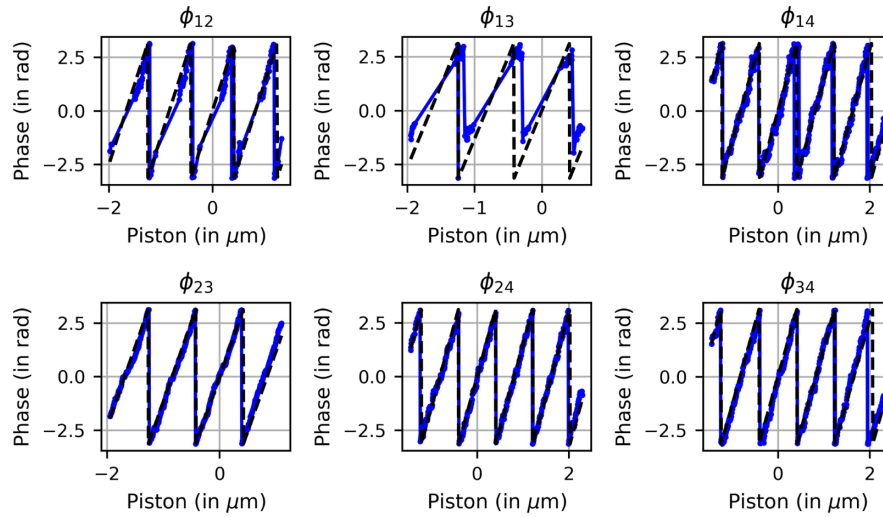 ϕ12
ϕ13
ϕ14
Phase (in rad)
2.5
0.0
−2.5
−2
0
Piston (in μm)
Phase (in rad)
2.5
0.0
−2.5
−2
−1
0
Piston (in μm)
Phase (in rad)
2.5
0.0
−2.5
0
2
Piston (in μm)
ϕ23
ϕ24
ϕ34
Phase (in rad)
2.5
0.0
−2.5
−2
0
Piston (in μm)
Phase (in rad)
2.5
0.0
−2.5
0
2
Piston (in μm)
Phase (in rad)
2.5
0.0
−2.5
0
2
Piston (in μm)